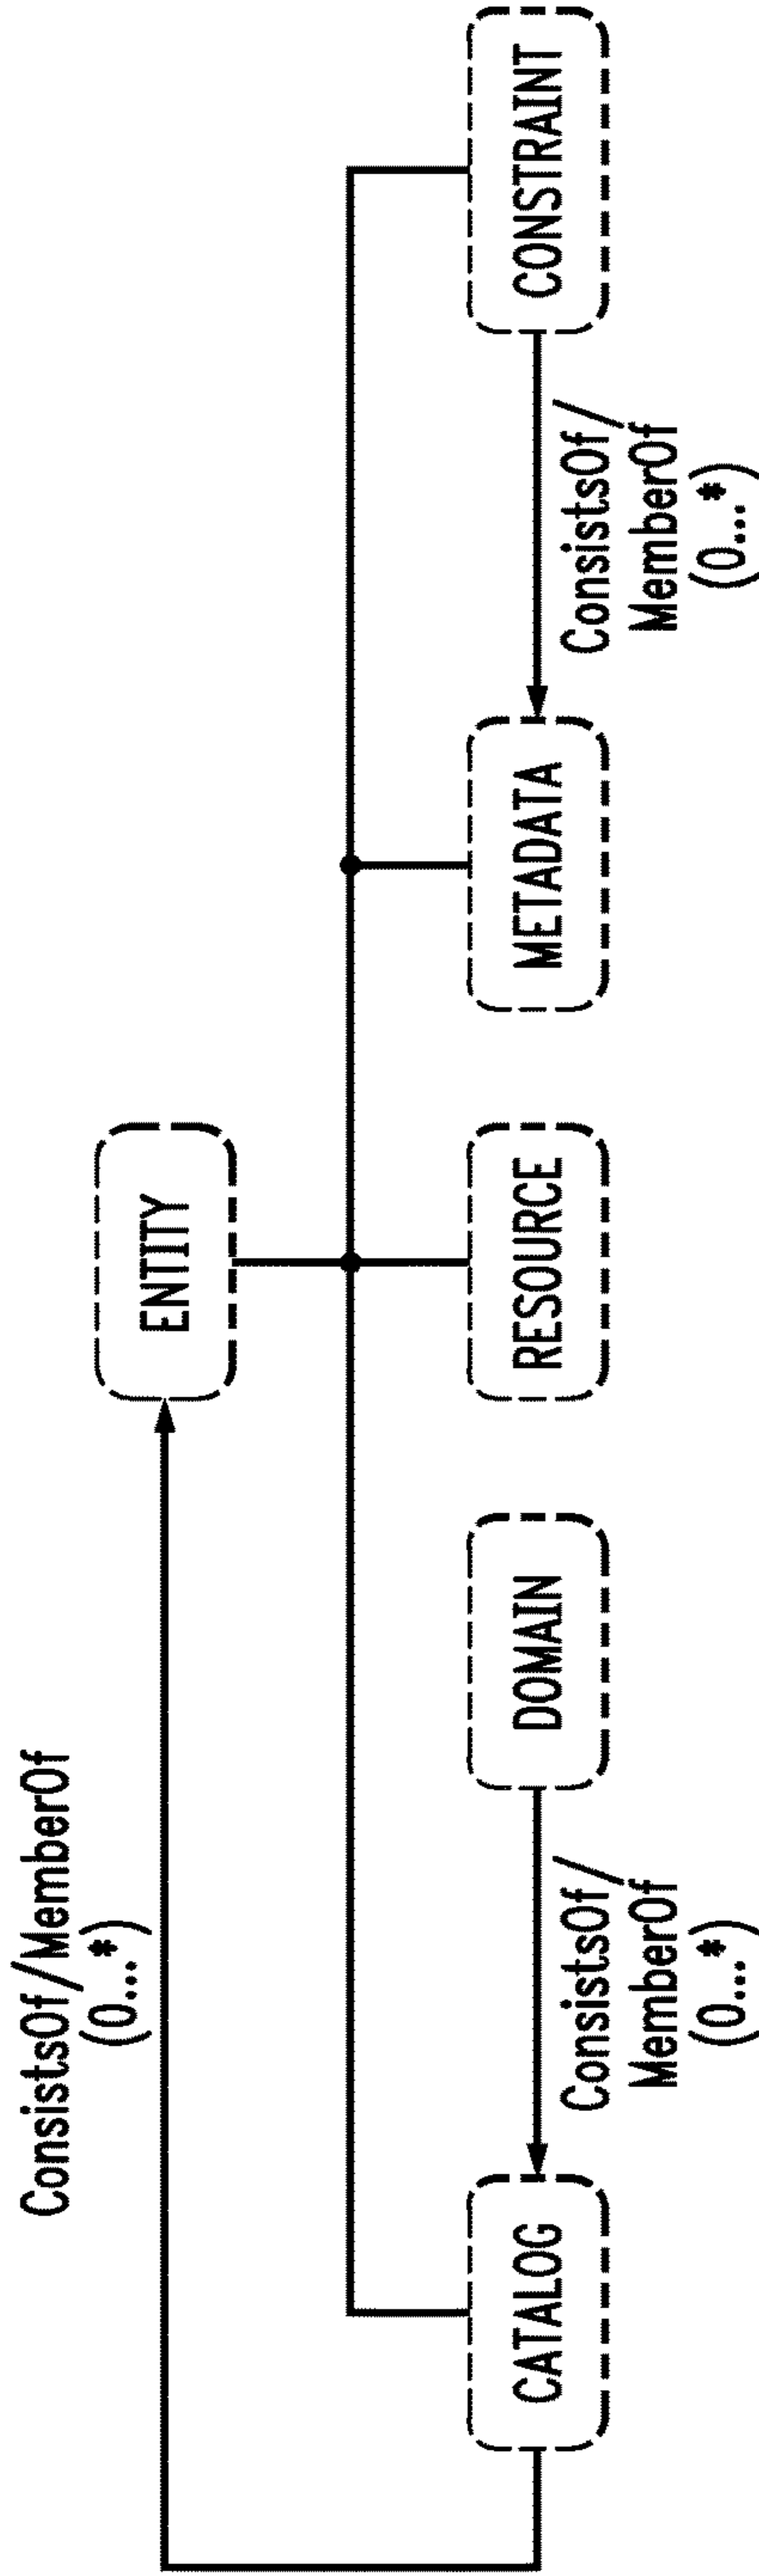 ConsistsOf/MemberOf
(0...*)
ENTITY
CATALOG
DOMAIN
RESOURCE
METADATA
CONSTRAINT
ConsistsOf/
MemberOf
(0...*)
ConsistsOf/
MemberOf
(0...*)